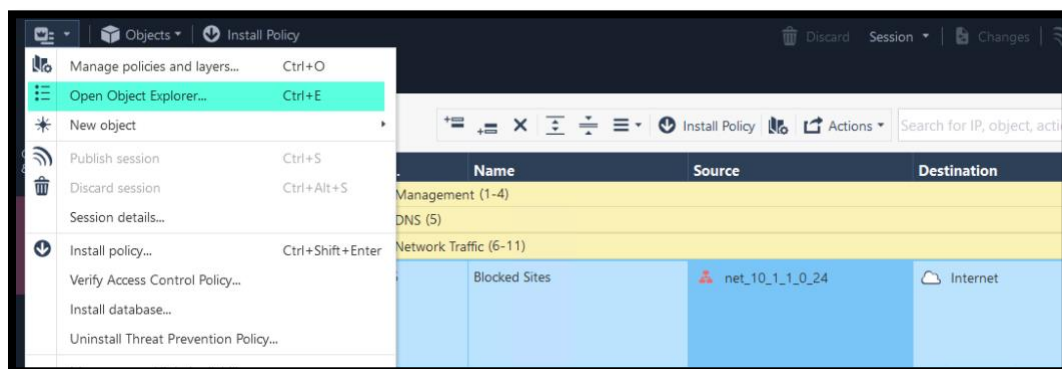 Objects Install Policy Discard Session Changes
Manage policies and layers... Ctrl+O
Open Object Explorer... Ctrl+E
New object
Install Policy Actions Search for IP, object, acti
Publish session Ctrl+S
Name Source Destination
Discard session Ctrl+Alt+S
Management (1-4)
Session details...
DNS (5)
Install policy... Ctrl+Shift+Enter
Network Traffic (6-11)
Verify Access Control Policy...
Blocked Sites net_10_1_1_0_24 Internet
Install database...
Uninstall Threat Prevention Policy...